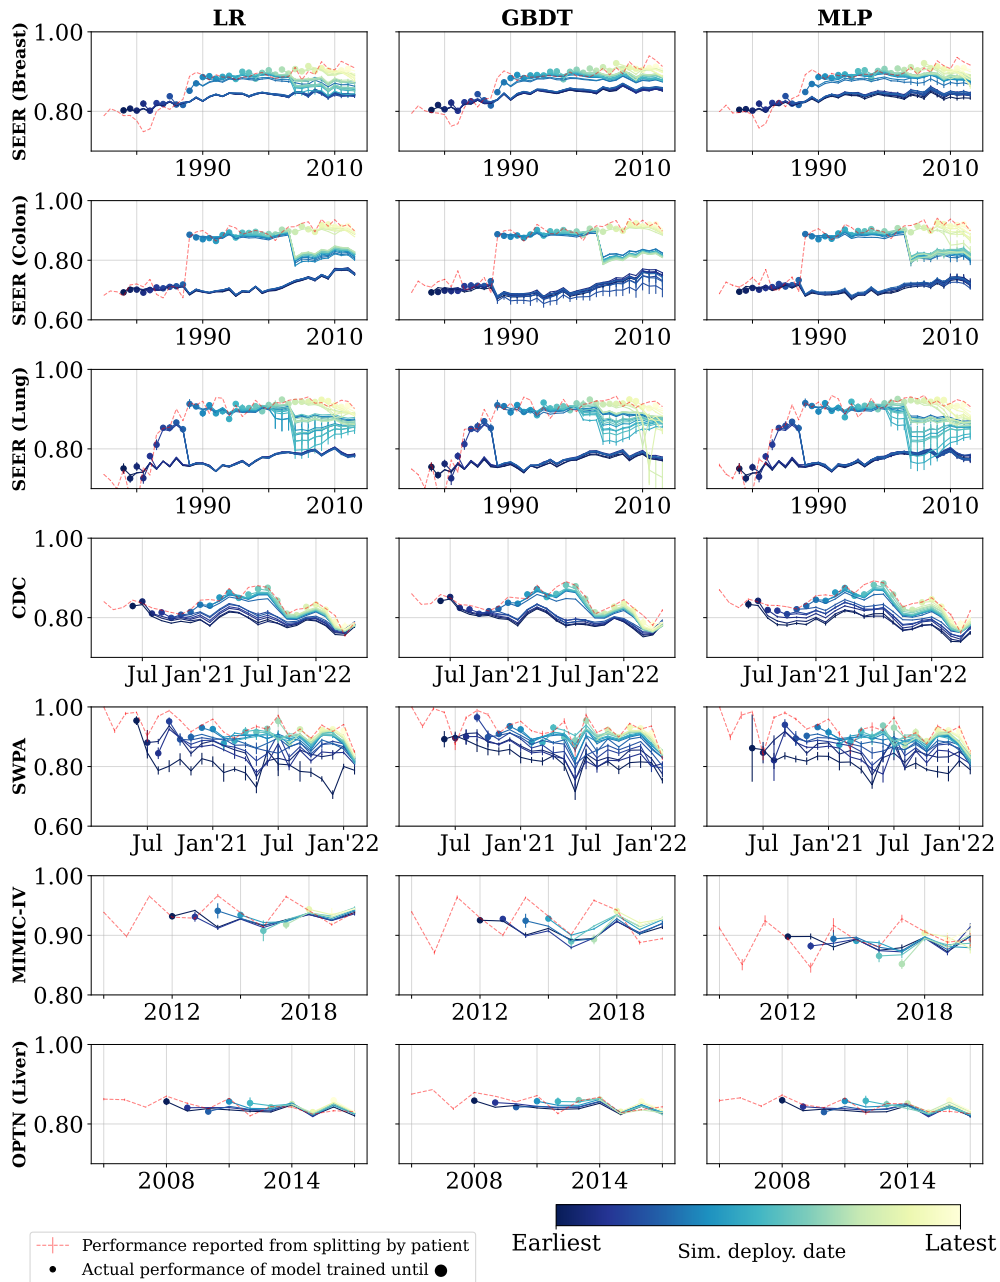 LR GBDT MLP
SEER (Breast)
1.00
0.80
1990 2010 1990 2010 1990 2010
SEER (Colon)
1.00
0.80
0.60
1990 2010 1990 2010 1990 2010
SEER (Lung)
1.00
0.80
1990 2010 1990 2010 1990 2010
CDC
1.00
0.80
Jul Jan'21 Jul Jan'22 Jul Jan'21 Jul Jan'22 Jul Jan'21 Jul Jan'22
SWPA
1.00
0.80
0.60
Jul Jan'21 Jul Jan'22 Jul Jan'21 Jul Jan'22 Jul Jan'21 Jul Jan'22
MIMIC-IV
1.00
0.90
0.80
2012 2018 2012 2018 2012 2018
OPTN (Liver)
1.00
0.80
2008 2014 2008 2014 2008 2014
Performance reported from splitting by patient
Actual performance of model trained until ●
Earliest Sim. deploy. date Latest